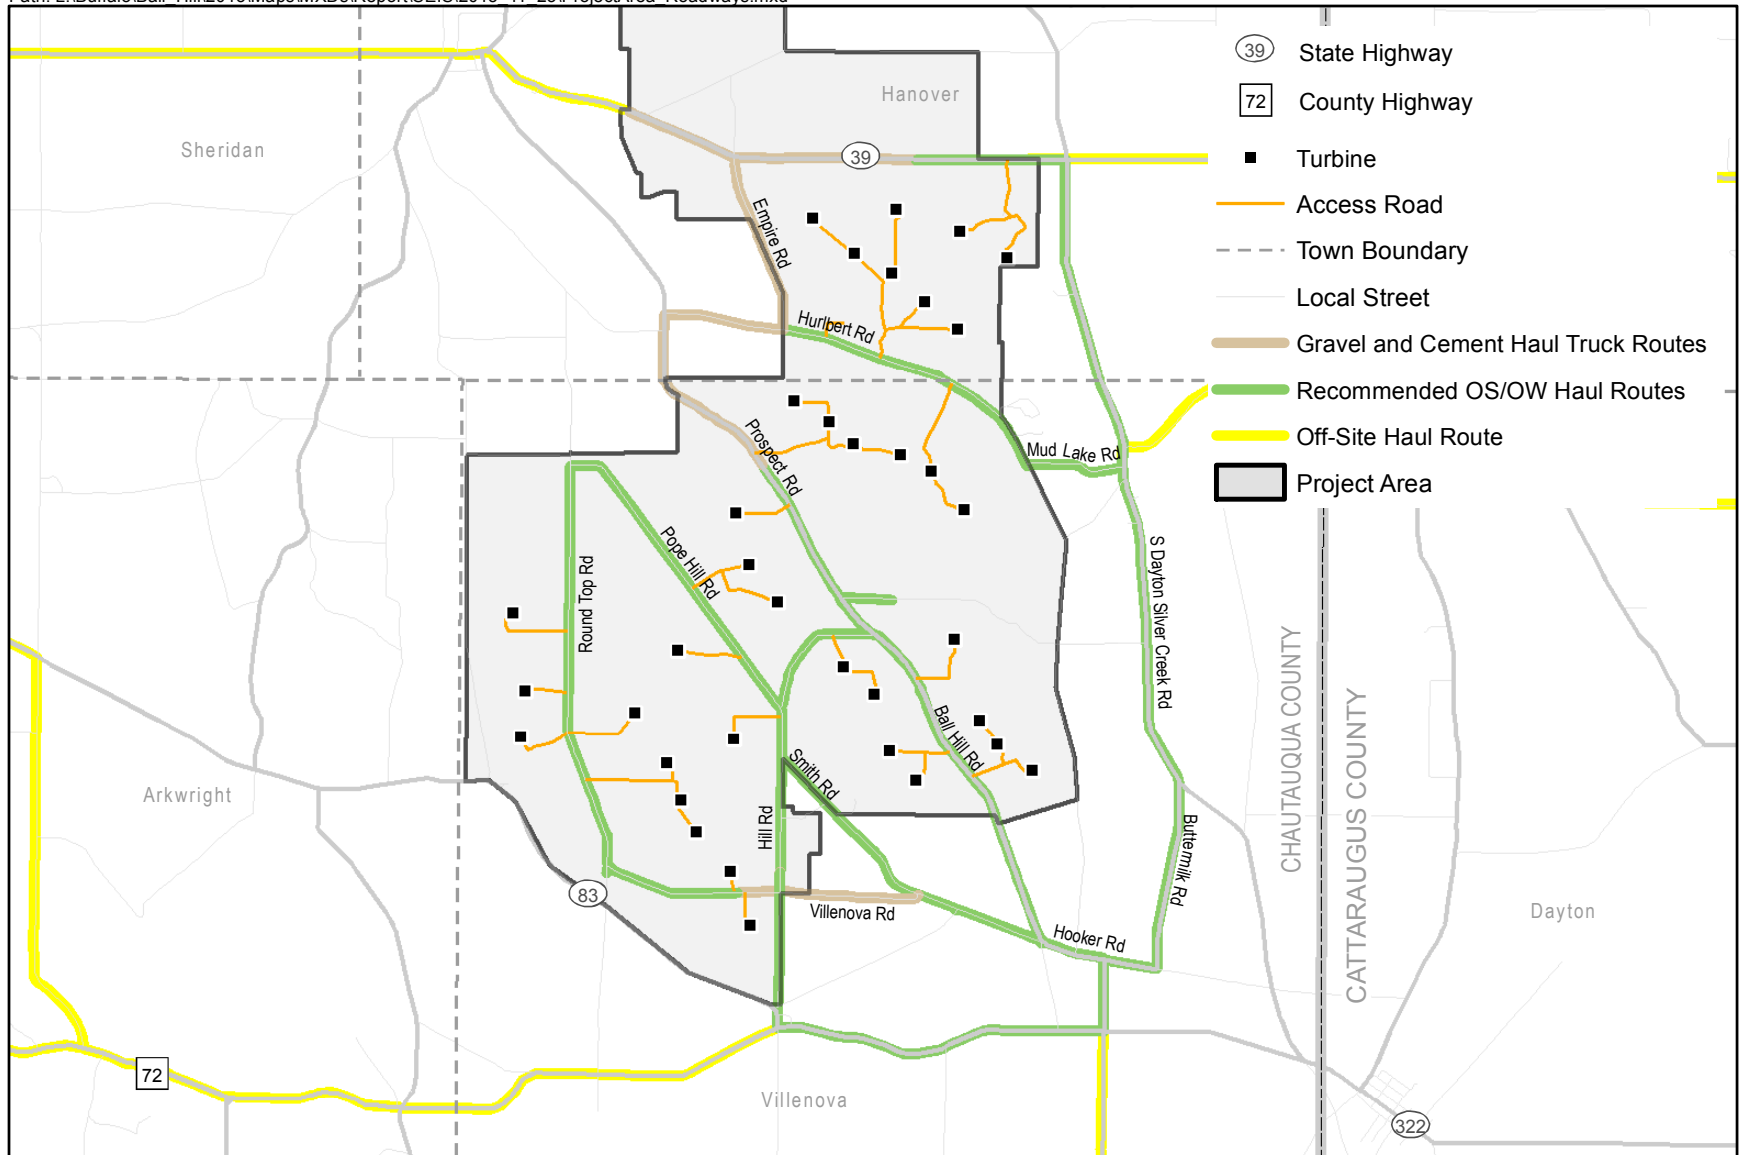 39 State Highway
Hanover
72 County Highway
Sheridan
39
Turbine
Access Road
Empire Rd
Town Boundary
Local Street
Hurlbert Rd
Gravel and Cement Haul Truck Routes
Recommended OS/OW Haul Routes
Off-Site Haul Route
Prospect Rd
Mud Lake Rd
Project Area
Pope Hill Rd
Round Top Rd
S Dayton Silver Creek Rd
CHAUTAUQUA COUNTY
CATTARAUGUS COUNTY
Ball Hill Rd
Smith Rd
Arkwright
Hill Rd
Buttermilk Rd
83
Villenova Rd
Dayton
Hooker Rd
72
Villenova
322